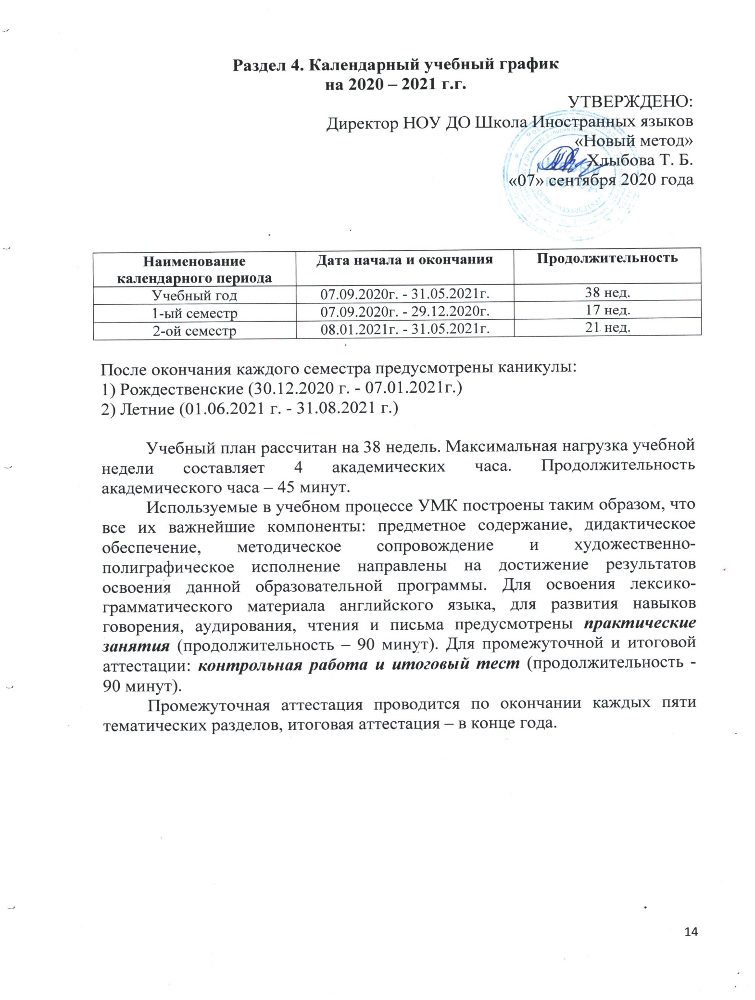 Раздел 4. Календарный учебный график
на 2020 – 2021 г.г.
УТВЕРЖДЕНО:
Директор НОУ ДО Школа Иностранных языков
«Новый метод»
Хлыбова Т. Б.
«07» сентября 2020 года
Наименование календарного периода Дата начала и окончания Продолжительность
Учебный год 07.09.2020г. - 31.05.2021г. 38 нед.
1-ый семестр 07.09.2020г. - 29.12.2020г. 17 нед.
2-ой семестр 08.01.2021г. - 31.05.2021г. 21 нед.
После окончания каждого семестра предусмотрены каникулы:
1) Рождественские (30.12.2020 г. - 07.01.2021г.)
2) Летние (01.06.2021 г. - 31.08.2021 г.)
Учебный план рассчитан на 38 недель. Максимальная нагрузка учебной
недели составляет 4 академических часа. Продолжительность
академического часа – 45 минут.
Используемые в учебном процессе УМК построены таким образом, что
все их важнейшие компоненты: предметное содержание, дидактическое
обеспечение, методическое сопровождение и художественно-
полиграфическое исполнение направлены на достижение результатов
освоения данной образовательной программы. Для освоения лексико-
грамматического материала английского языка, для развития навыков
говорения, аудирования, чтения и письма предусмотрены практические
занятия (продолжительность – 90 минут). Для промежуточной и итоговой
аттестации: контрольная работа и итоговый тест (продолжительность -
90 минут).
Промежуточная аттестация проводится по окончании каждых пяти
тематических разделов, итоговая аттестация – в конце года.
14